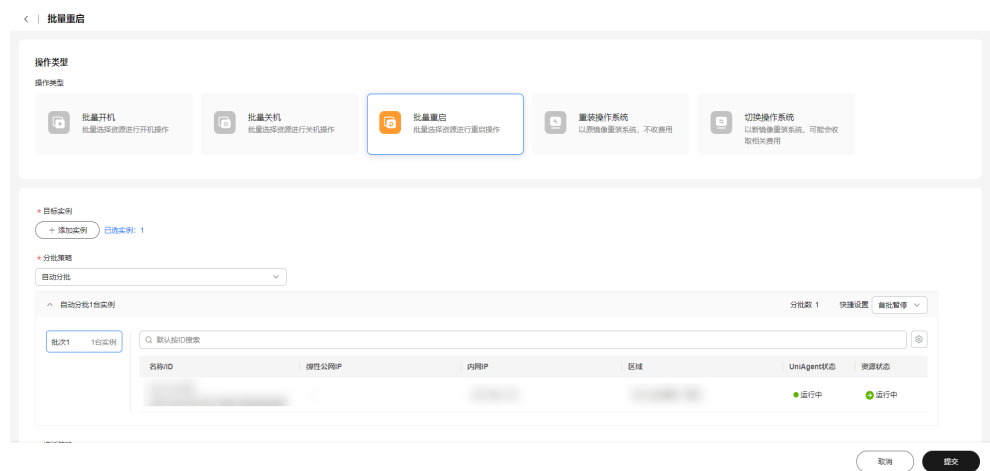 批量重启
操作类型
操作类型
批量开机
批量选择资源进行开机操作
批量关机
批量选择资源进行关机操作
批量重启
批量选择资源进行重启操作
重装操作系统
以原镜像重装系统，不收费用
切换操作系统
以新镜像重装系统，可能会收
取相关费用
* 目标实例
+ 添加实例 已选实例：1
* 分批策略
自动分批
自动分批1台实例 分批数 1 快捷设置 首批暂停
批次1 1台实例
默认按ID搜索
名称/ID 弹性公网IP 内网IP 区域 UniAgent状态 资源状态
运行中 运行中
取消 提交